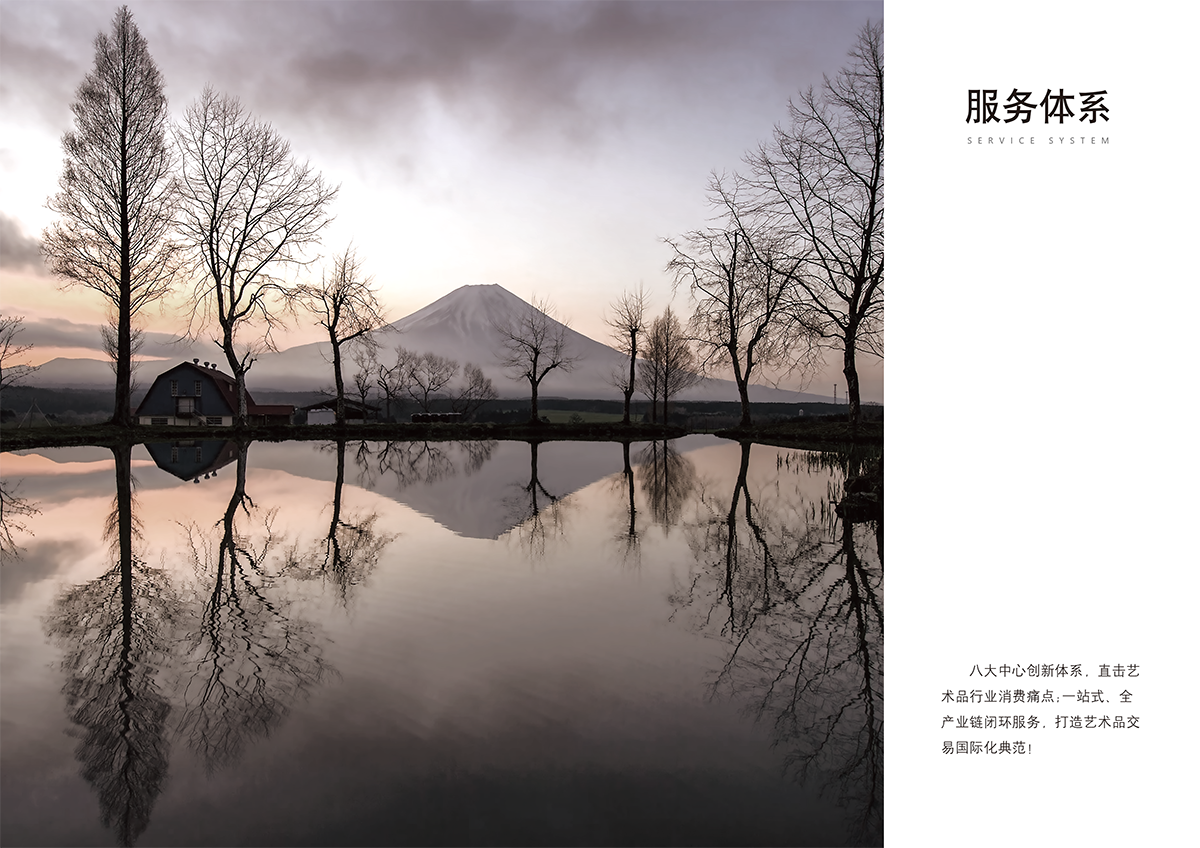 服务体系
SERVICE SYSTEM
八大中心创新体系，直击艺
术品行业消费痛点;一站式、全
产业链闭环服务，打造艺术品交
易国际化典范！